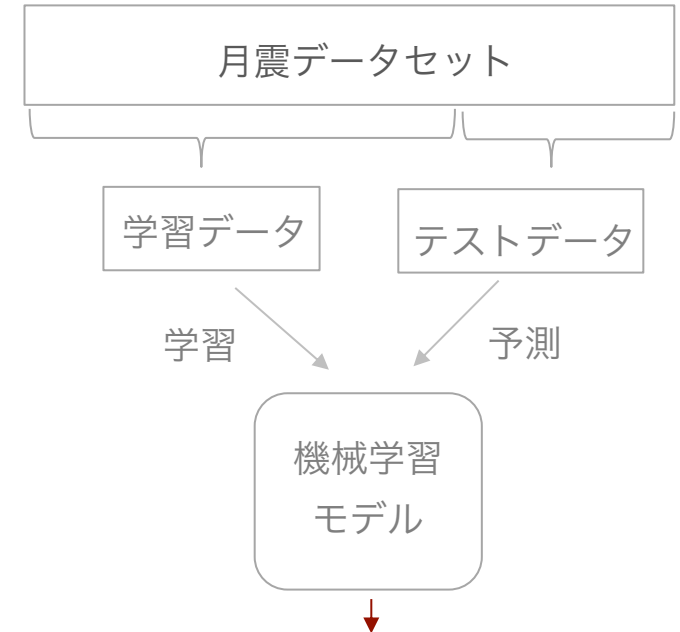 月震データセット
学習データ
テストデータ
学習
予測
機械学習
モデル